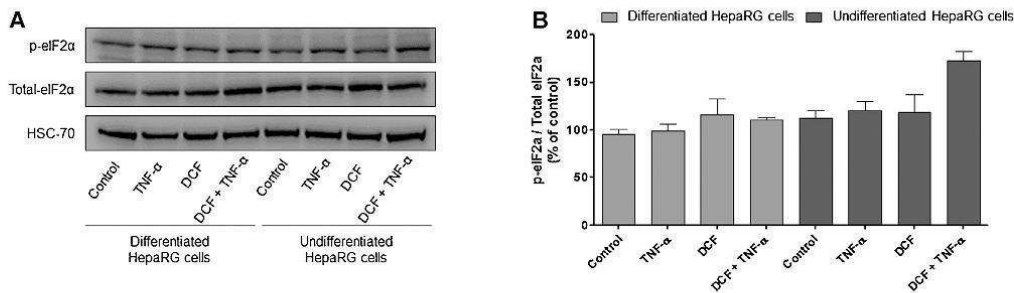 A
p-eIF2α
Total-eIF2α
HSC-70
Control
TNF-α
DCF
DCF + TNF-α
Control
TNF-α
DCF
DCF + TNF-α
Differentiated
HepaRG cells
Undifferentiated
HepaRG cells
B
Differentiated HepaRG cells
Undifferentiated HepaRG cells
p-eIF2a / Total eIF2a
(% of control)
200
150
100
50
0
Control
TNF-α
DCF
DCF + TNF-α
Control
TNF-α
DCF
DCF + TNF-α